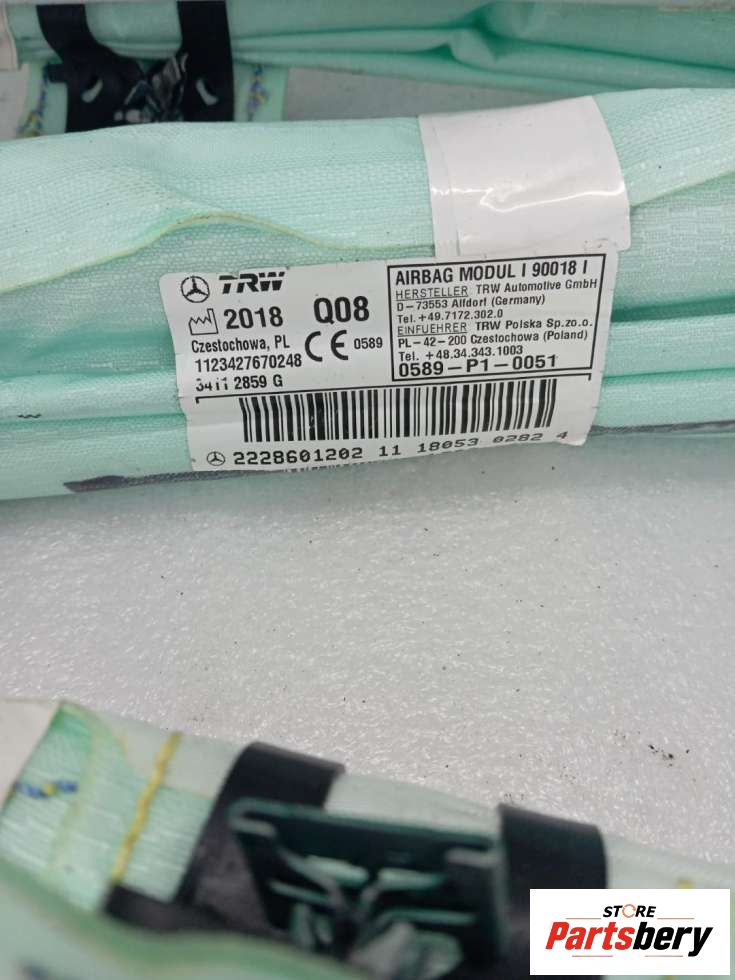 TRW
2018 Q08
Czestochowa, PL
CE 0589
1123427670248
34112859 G
AIRBAG MODUL I 90018 I
HERSTELLER TRW Automotive GmbH
D-73553 Alfdorf (Germany)
Tel. +49.7172.302.0
EINFUEHRER TRW Polska Sp.zo.o.
PL-42-200 Czestochowa (Poland)
Tel. +48.34.343.1003
0589-P1-0051
2228601202 11 18053 0282 4
STORE
Partsbery